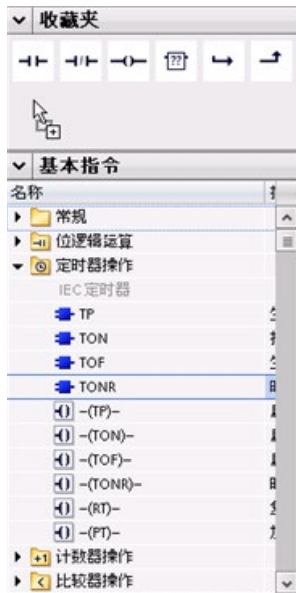 收藏夹
??
基本指令
名称
常规
位逻辑运算
定时器操作
IEC 定时器
TP
TON
TOF
TONR
-(TP)-
-(TON)-
-(TOF)-
-(TONR)-
-(RT)-
-(PT)-
+1 计数器操作
< 比较器操作